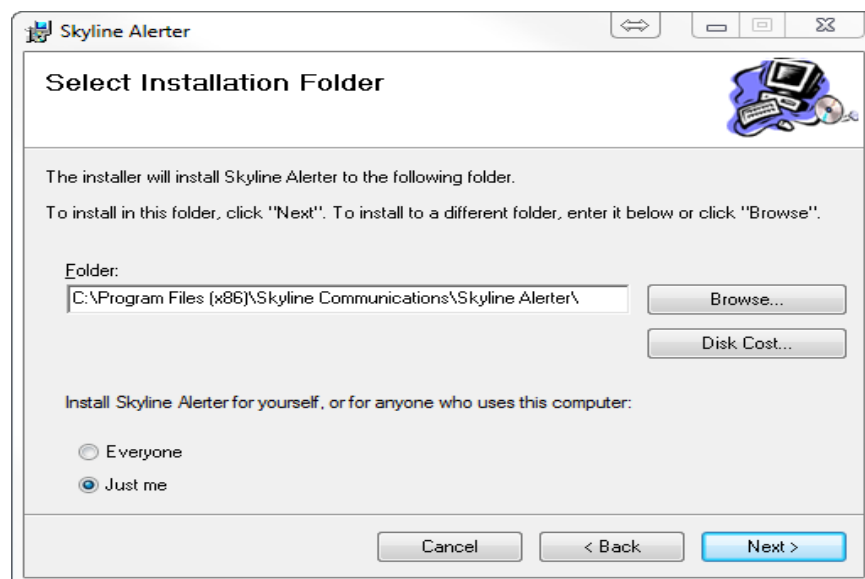 Skyline Alerter
Select Installation Folder
The installer will install Skyline Alerter to the following folder.
To install in this folder, click "Next". To install to a different folder, enter it below or click "Browse".
Folder:
C:\Program Files (x86)\Skyline Communications\Skyline Alerter\
Browse...
Disk Cost...
Install Skyline Alerter for yourself, or for anyone who uses this computer:
Everyone
Just me
Cancel
< Back
Next >